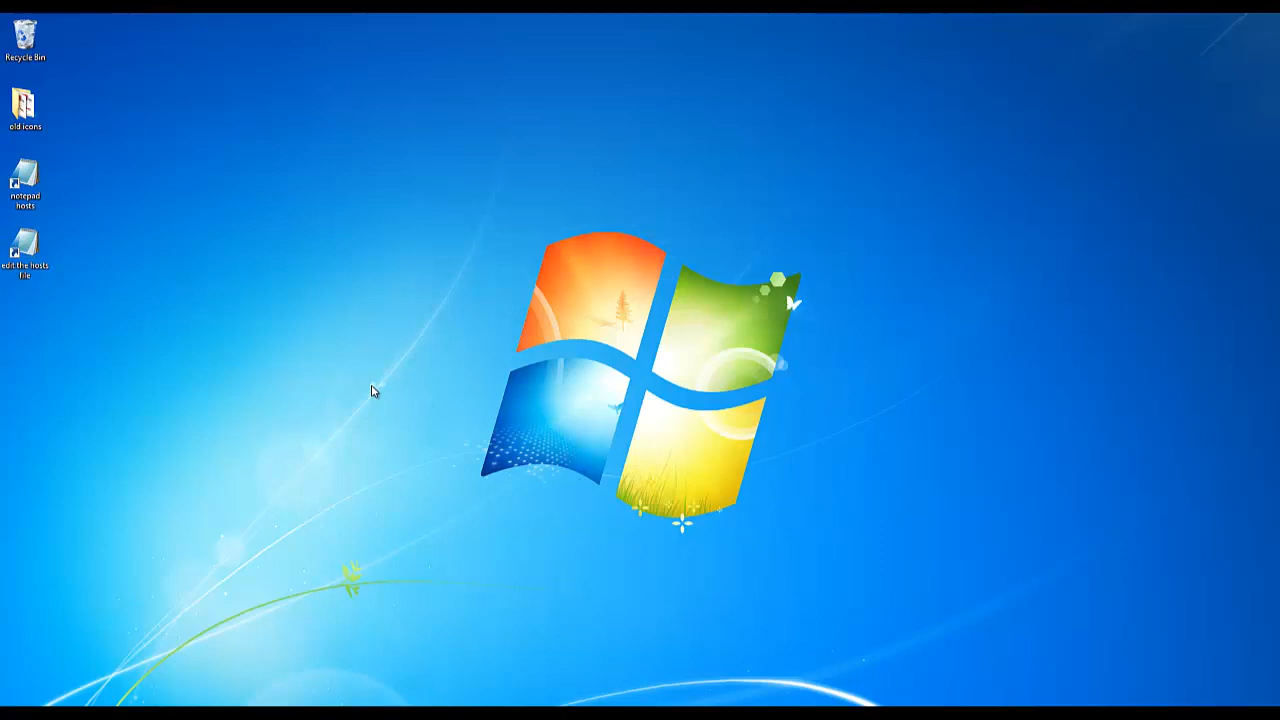 Recycle Bin
old icons
notepad
hosts
edit the hosts
file